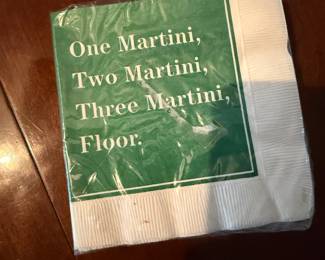 One Martini,
Two Martini,
Three Martini,
Floor.